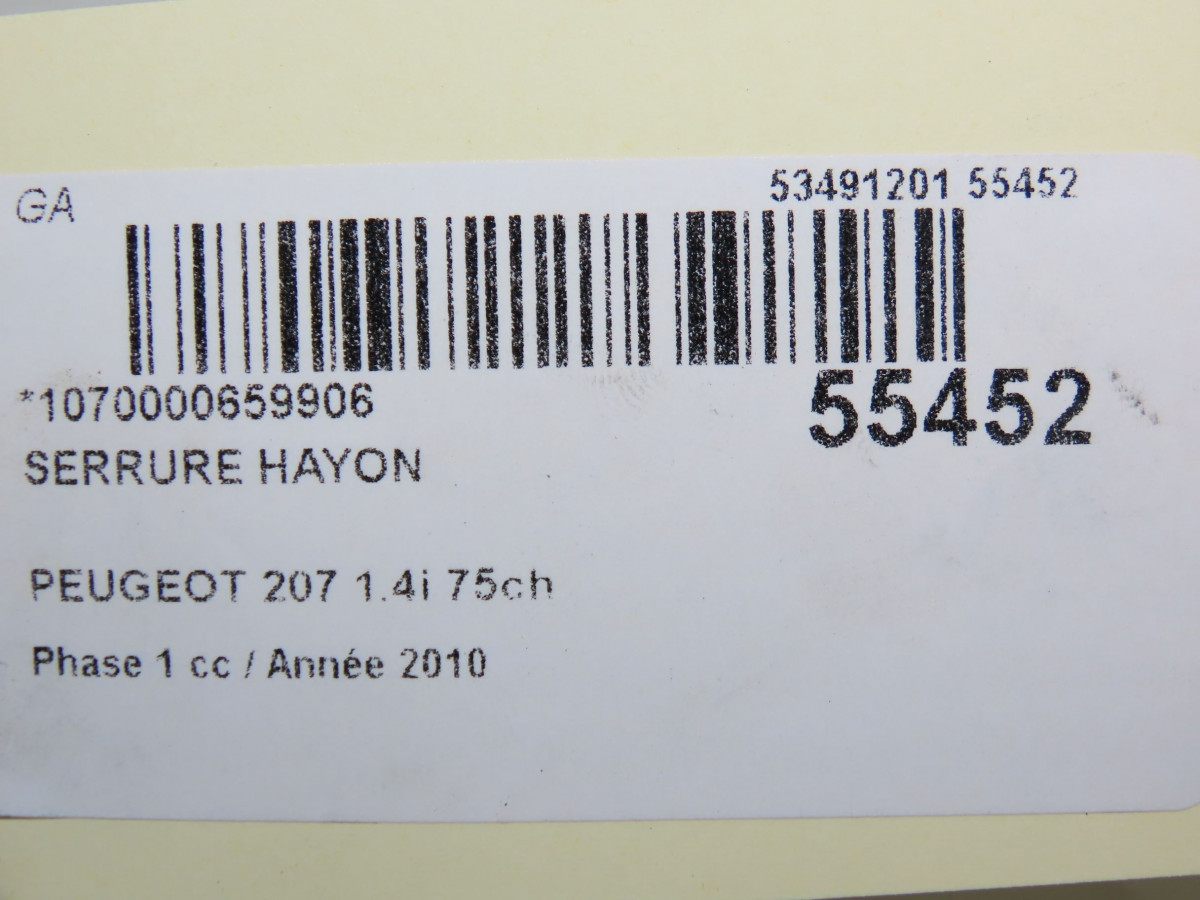 GA
53491201 55452
*1070000659906
55452
SERRURE HAYON
PEUGEOT 207 1.4i 75ch
Phase 1 cc / Année 2010